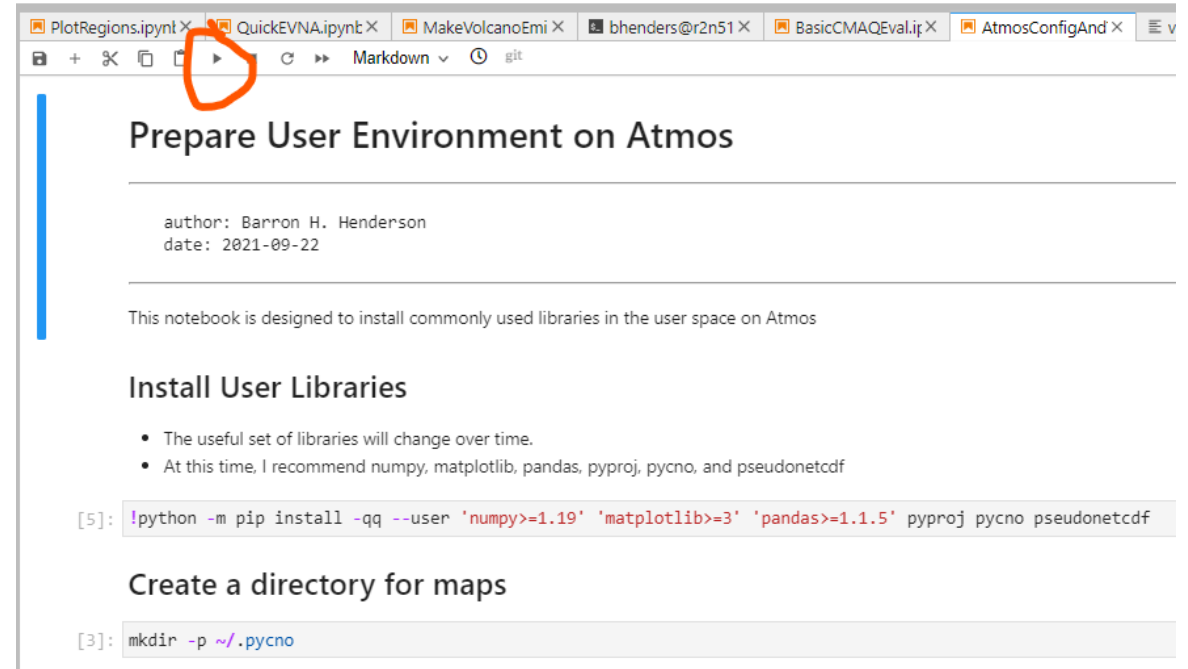 PlotRegions.ipynb QuickEVNA.ipynb MakeVolcanoEmi bhenders@r2n51 BasicCMAQEval.ip AtmosConfigAnd v
Markdown git
Prepare User Environment on Atmos
author: Barron H. Henderson
date: 2021-09-22
This notebook is designed to install commonly used libraries in the user space on Atmos
Install User Libraries
• The useful set of libraries will change over time.
• At this time, I recommend numpy, matplotlib, pandas, pyproj, pycno, and pseudonetcdf
[5]: !python -m pip install -qq --user 'numpy>=1.19' 'matplotlib>=3' 'pandas>=1.1.5' pyproj pycno pseudonetcdf
Create a directory for maps
[3]: mkdir -p ~/.pycno